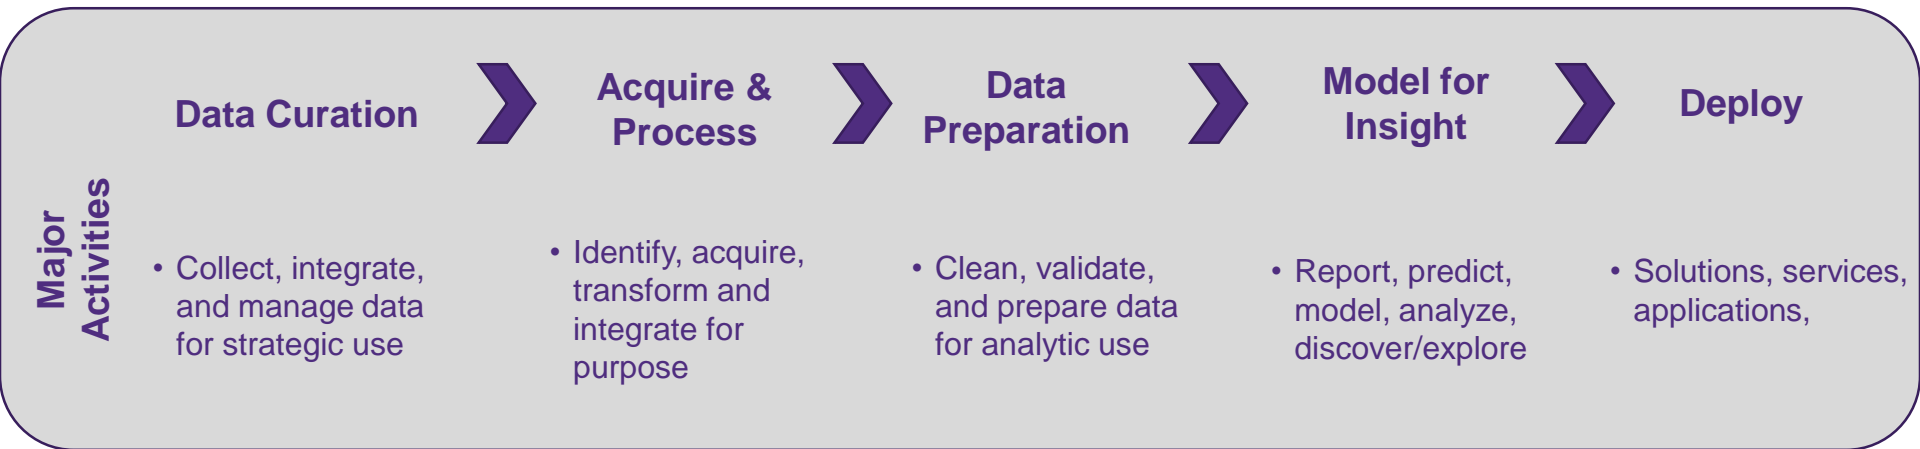 Data Curation
Acquire &
Process
Data
Preparation
Model for
Insight
Deploy
Major
Activities
• Collect, integrate,
and manage data
for strategic use
• Identify, acquire,
transform and
integrate for
purpose
• Clean, validate,
and prepare data
for analytic use
• Report, predict,
model, analyze,
discover/explore
• Solutions, services,
applications,